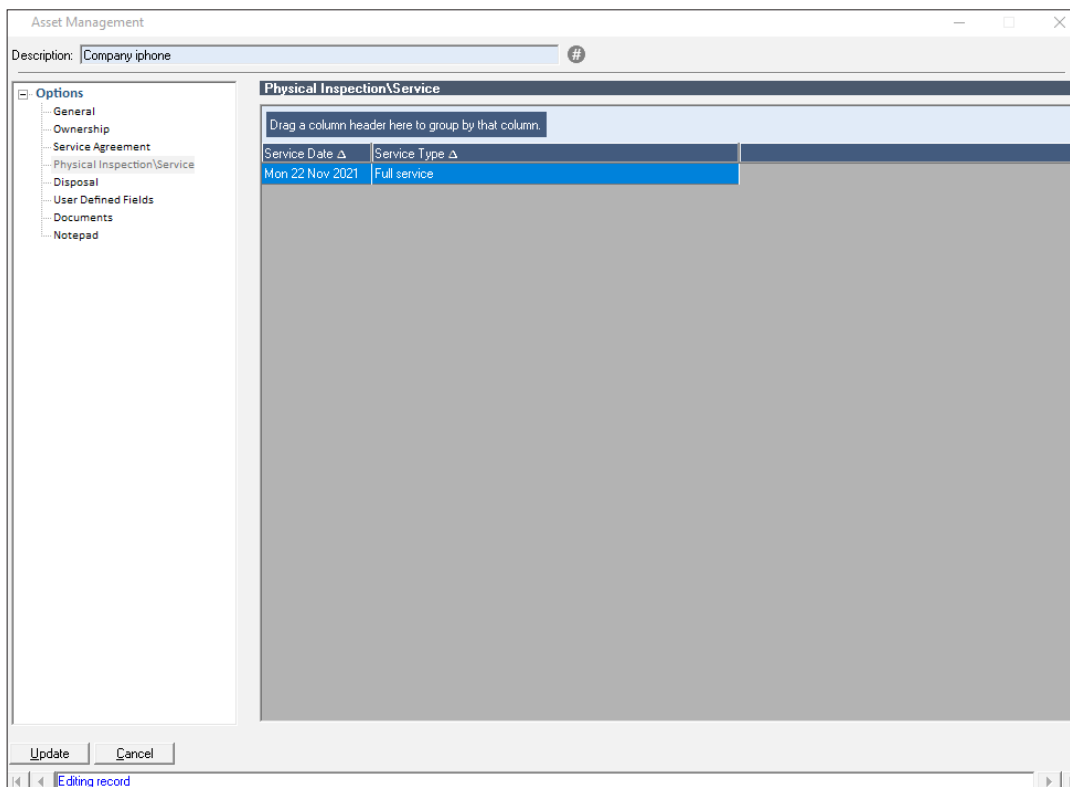 Asset Management
Description: Company iphone #
Options
General
Ownership
Service Agreement
Physical Inspection\Service
Disposal
User Defined Fields
Documents
Notepad
Physical Inspection\Service
Drag a column header here to group by that column.
Service Date Service Type
Mon 22 Nov 2021 Full service
Update Cancel
Editing record